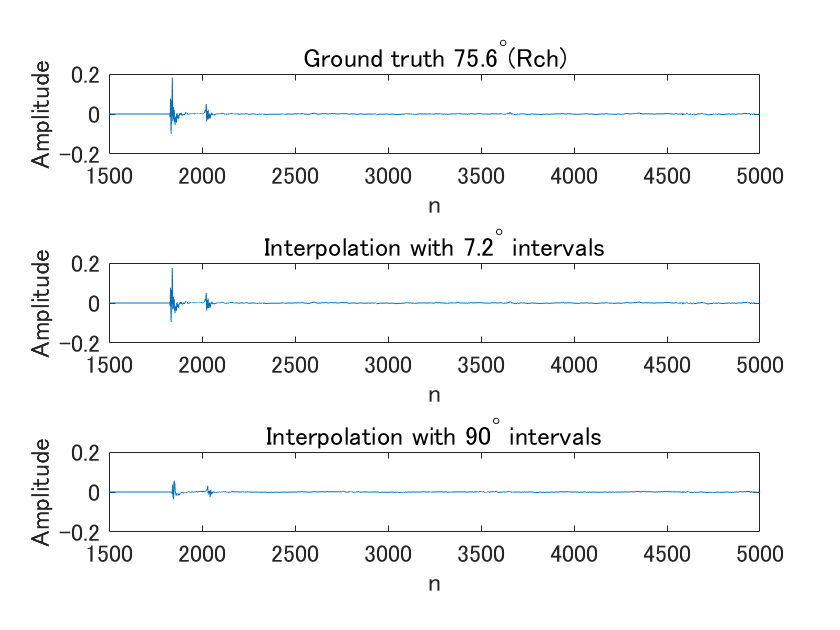 Ground truth 75.6°(Rch)
Amplitude
0.2
0
−0.2
1500 2000 2500 3000 3500 4000 4500 5000
n
Interpolation with 7.2° intervals
Amplitude
0.2
0
−0.2
1500 2000 2500 3000 3500 4000 4500 5000
n
Interpolation with 90° intervals
Amplitude
0.2
0
−0.2
1500 2000 2500 3000 3500 4000 4500 5000
n